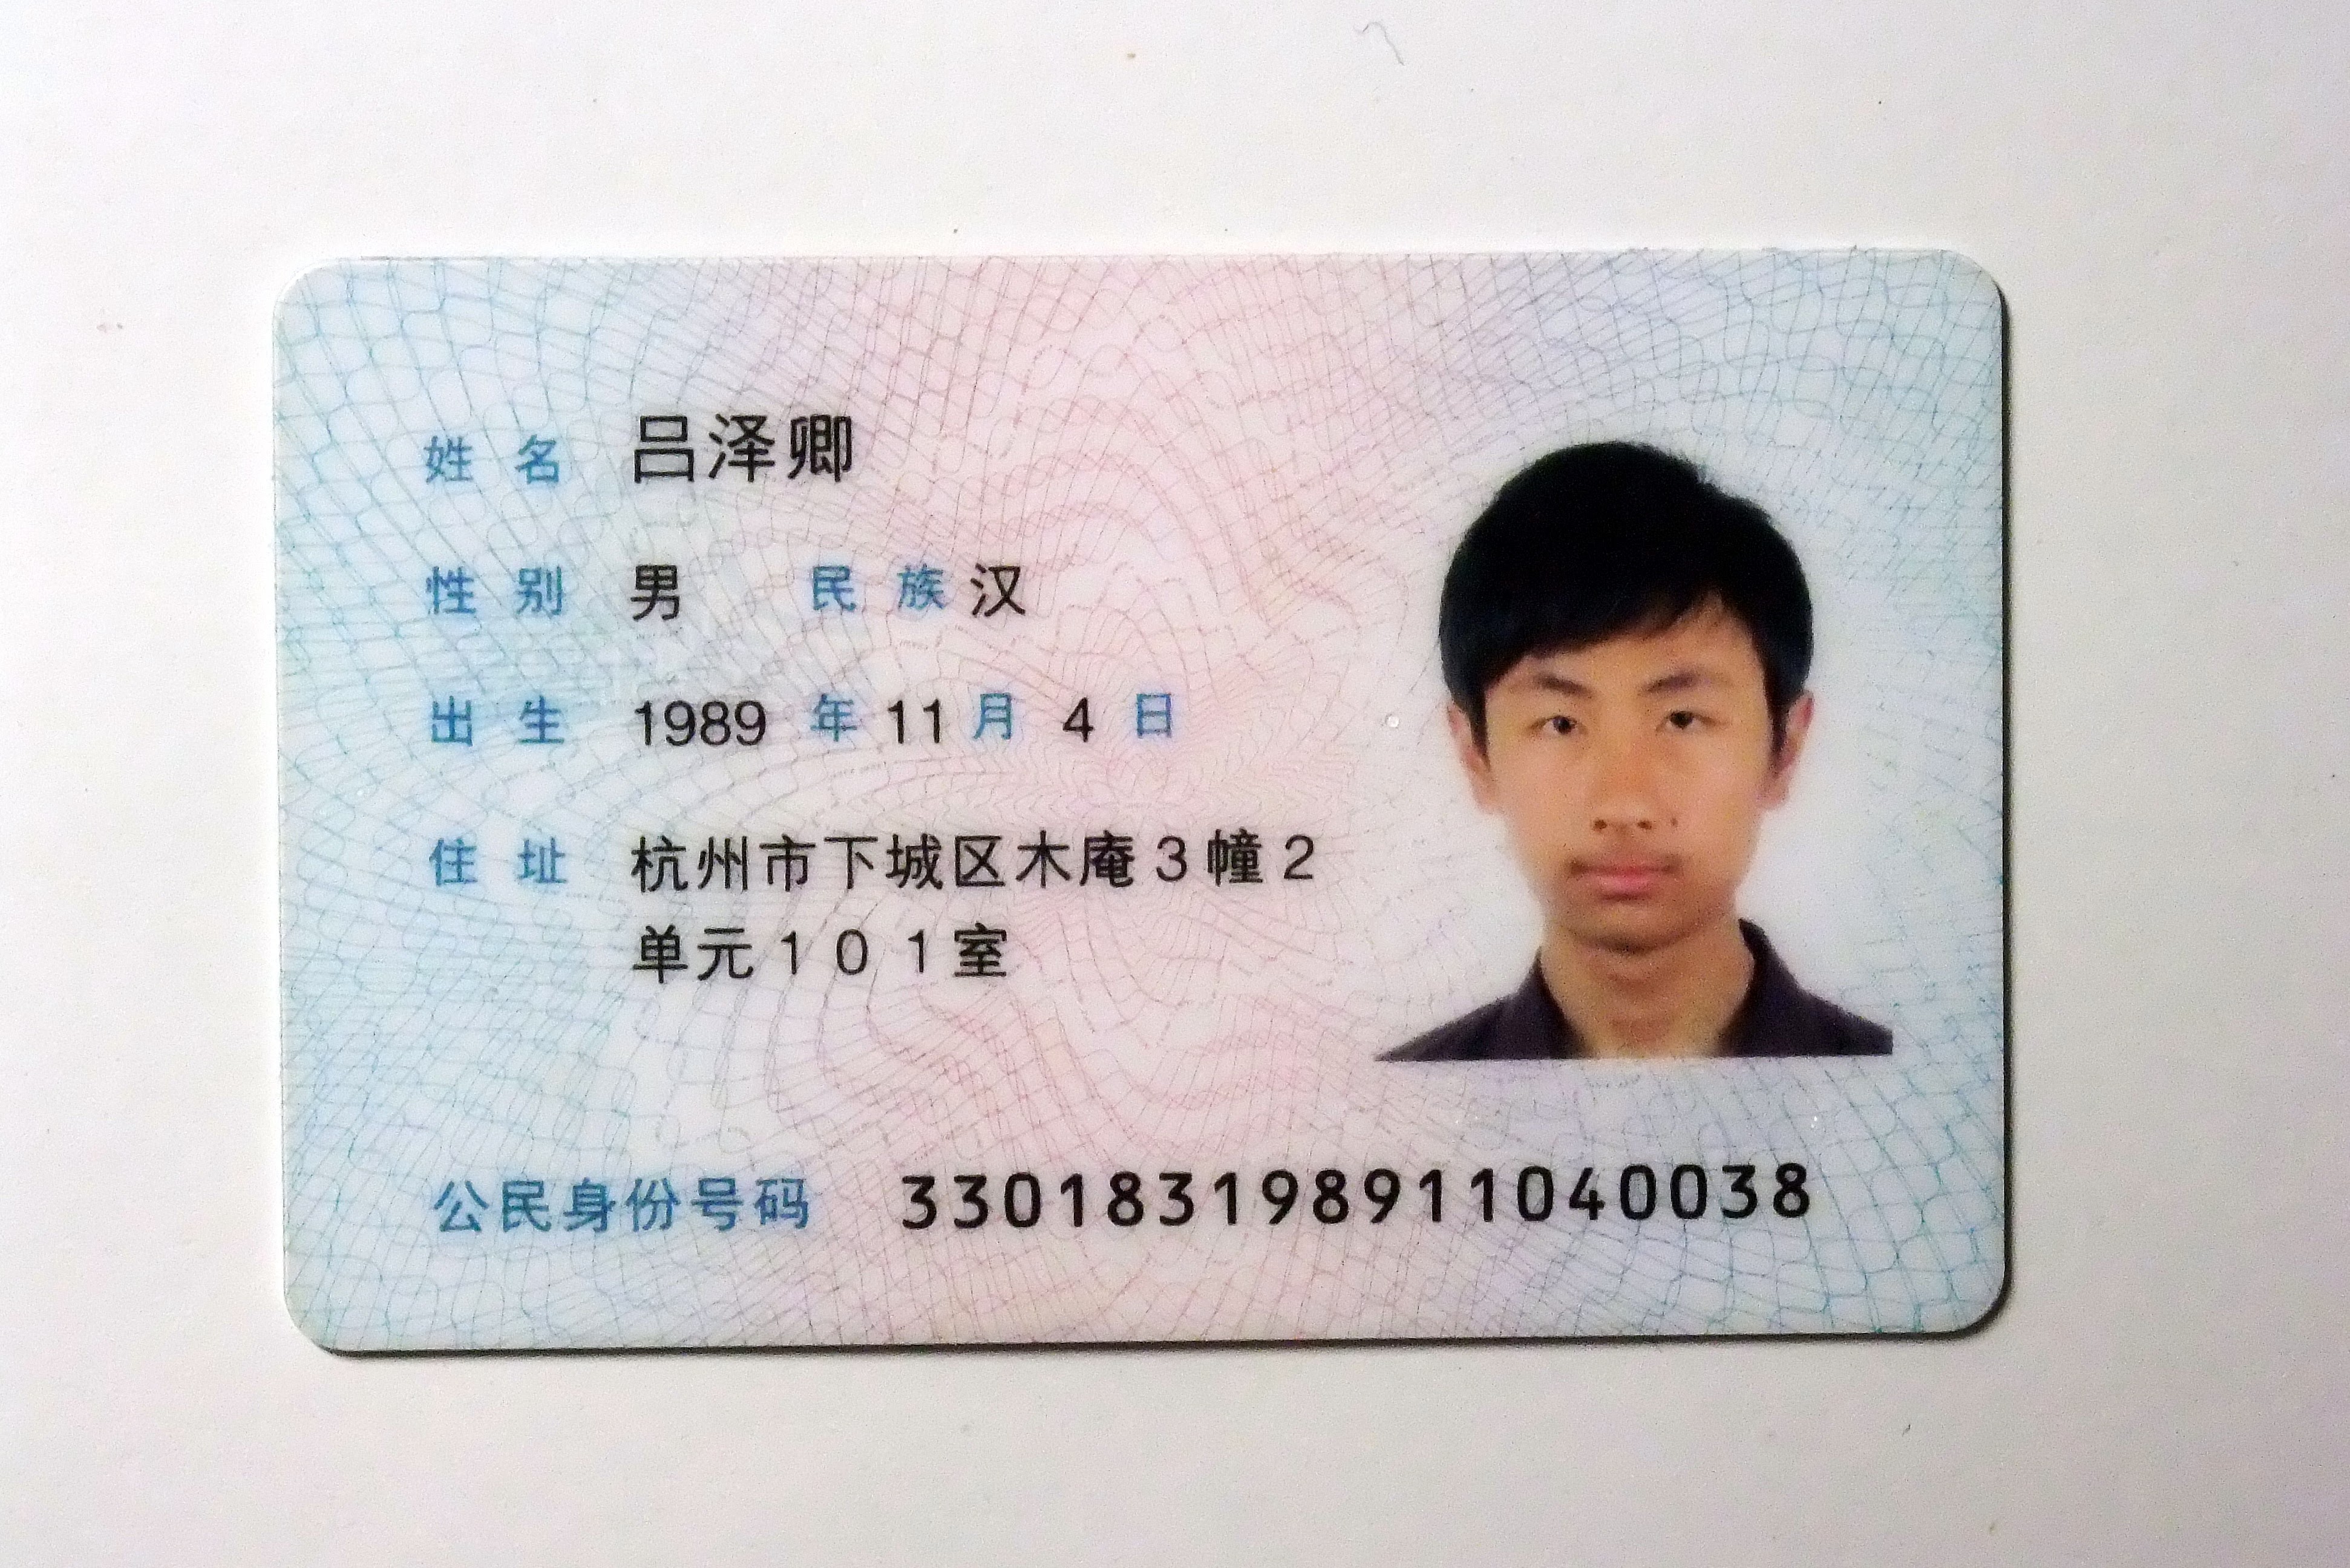 姓名 吕泽卿
性别 男 民族 汉
出生 1989 年 11 月 4 日
住址 杭州市下城区木庵3幢2
单元101室
公民身份号码 330183198911040038